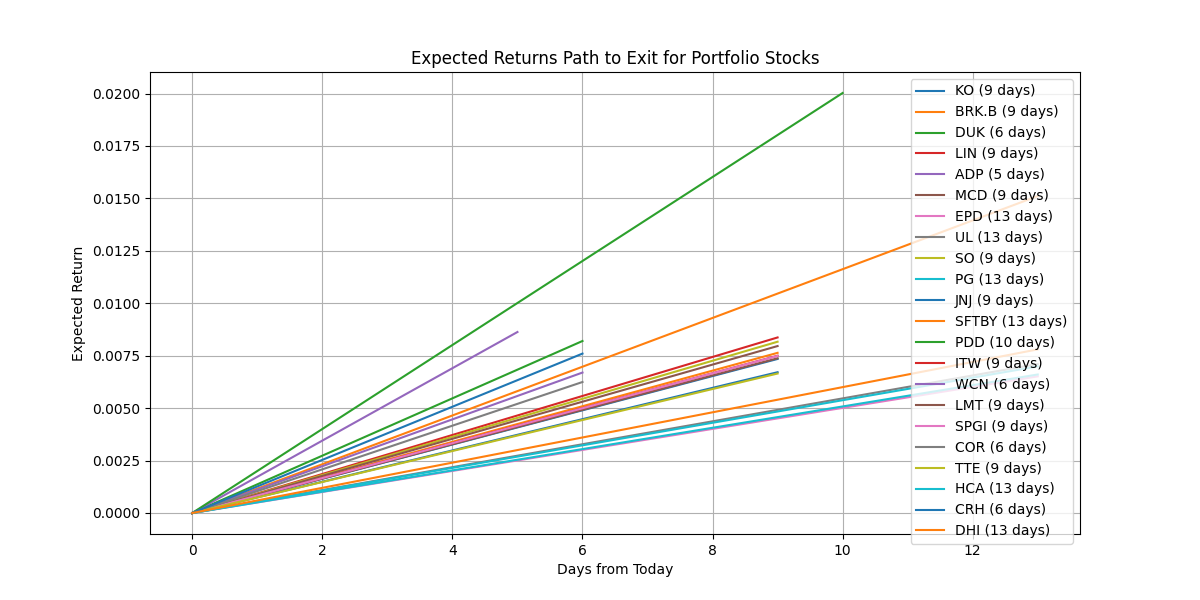 Expected Returns Path to Exit for Portfolio Stocks
Expected Return
0.0200
0.0175
0.0150
0.0125
0.0100
0.0075
0.0050
0.0025
0.0000
0 2 4 6 8 10 12
Days from Today
KO (9 days)
BRK.B (9 days)
DUK (6 days)
LIN (9 days)
ADP (5 days)
MCD (9 days)
EPD (13 days)
UL (13 days)
SO (9 days)
PG (13 days)
JNJ (9 days)
SFTBY (13 days)
PDD (10 days)
ITW (9 days)
WCN (6 days)
LMT (9 days)
SPGI (9 days)
COR (6 days)
TTE (9 days)
HCA (13 days)
CRH (6 days)
DHI (13 days)